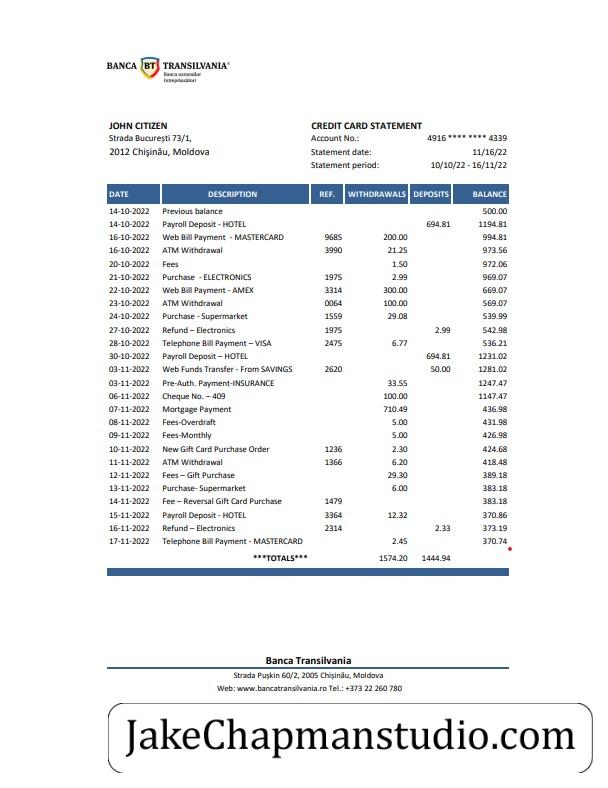 BANCA BT TRANSILVANIA®
Banca oamenilor
întreprinzători
JOHN CITIZEN
Strada București 73/1,
2012 Chișinău, Moldova
CREDIT CARD STATEMENT
Account No.: 4916 **** **** 4339
Statement date: 11/16/22
Statement period: 10/10/22 - 16/11/22
DATE DESCRIPTION REF. WITHDRAWALS DEPOSITS BALANCE
14-10-2022 Previous balance 500.00
14-10-2022 Payroll Deposit - HOTEL 694.81 1194.81
16-10-2022 Web Bill Payment - MASTERCARD 9685 200.00 994.81
16-10-2022 ATM Withdrawal 3990 21.25 973.56
20-10-2022 Fees 1.50 972.06
21-10-2022 Purchase - ELECTRONICS 1975 2.99 969.07
22-10-2022 Web Bill Payment - AMEX 3314 300.00 669.07
23-10-2022 ATM Withdrawal 0064 100.00 569.07
24-10-2022 Purchase - Supermarket 1559 29.08 539.99
27-10-2022 Refund – Electronics 1975 2.99 542.98
28-10-2022 Telephone Bill Payment – VISA 2475 6.77 536.21
30-10-2022 Payroll Deposit – HOTEL 694.81 1231.02
03-11-2022 Web Funds Transfer - From SAVINGS 2620 50.00 1281.02
03-11-2022 Pre-Auth. Payment-INSURANCE 33.55 1247.47
06-11-2022 Cheque No. – 409 100.00 1147.47
07-11-2022 Mortgage Payment 710.49 436.98
08-11-2022 Fees-Overdraft 5.00 431.98
09-11-2022 Fees-Monthly 5.00 426.98
10-11-2022 New Gift Card Purchase Order 1236 2.30 424.68
11-11-2022 ATM Withdrawal 1366 6.20 418.48
12-11-2022 Fees – Gift Purchase 29.30 389.18
13-11-2022 Purchase- Supermarket 6.00 383.18
14-11-2022 Fee – Reversal Gift Card Purchase 1479 383.18
15-11-2022 Payroll Deposit - HOTEL 3364 12.32 370.86
16-11-2022 Refund – Electronics 2314 2.33 373.19
17-11-2022 Telephone Bill Payment - MASTERCARD 2.45 370.74
***TOTALS*** 1574.20 1444.94
Banca Transilvania
Strada Pușkin 60/2, 2005 Chișinău, Moldova
Web: www.bancatransilvania.ro Tel.: +373 22 260 780
JakeChapmanstudio.com